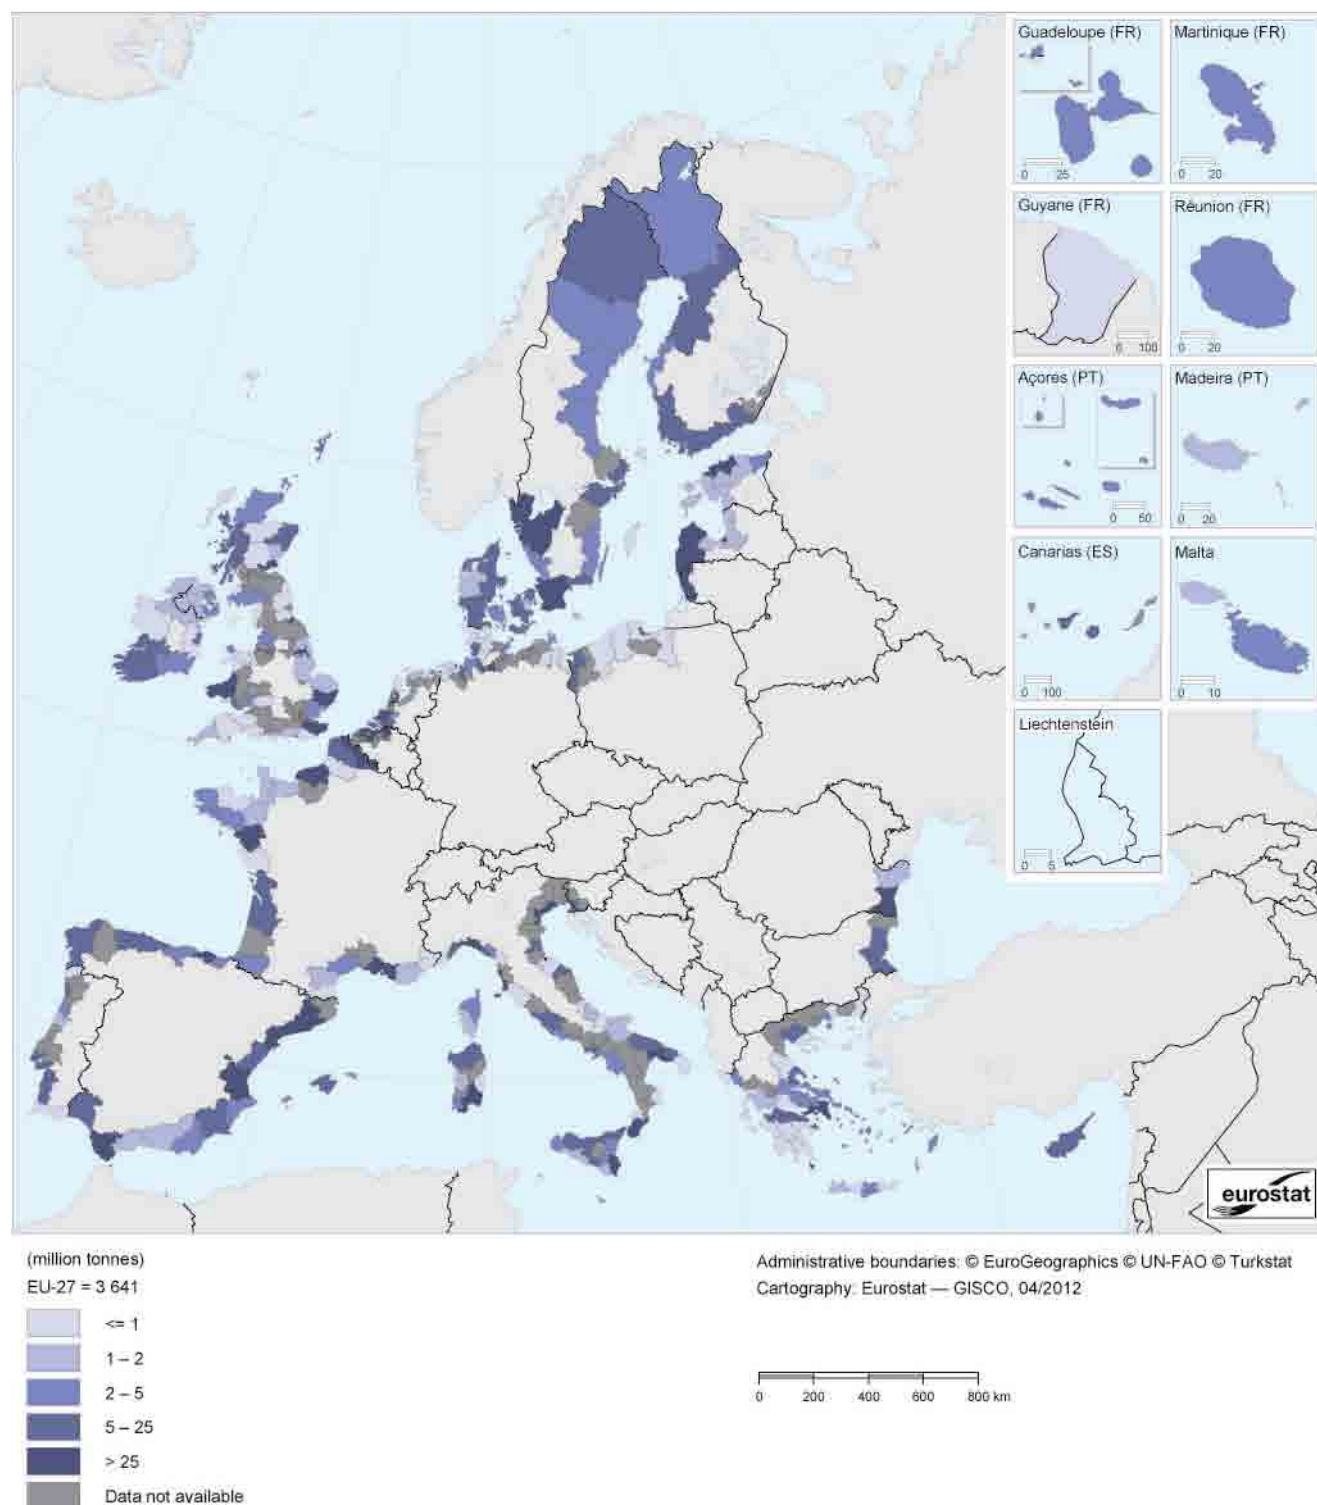 Guadeloupe (FR)
0 25
Martinique (FR)
0 20
Guyane (FR)
0 100
Réunion (FR)
0 20
Açores (PT)
0 50
Madeira (PT)
0 20
Canarias (ES)
0 100
Malta
0 10
Liechtenstein
0 5
eurostat
(million tonnes)
EU-27 = 3 641
<= 1
1 – 2
2 – 5
5 – 25
> 25
Data not available
Administrative boundaries: © EuroGeographics © UN-FAO © Turkstat
Cartography: Eurostat — GISCO, 04/2012
0 200 400 600 800 km